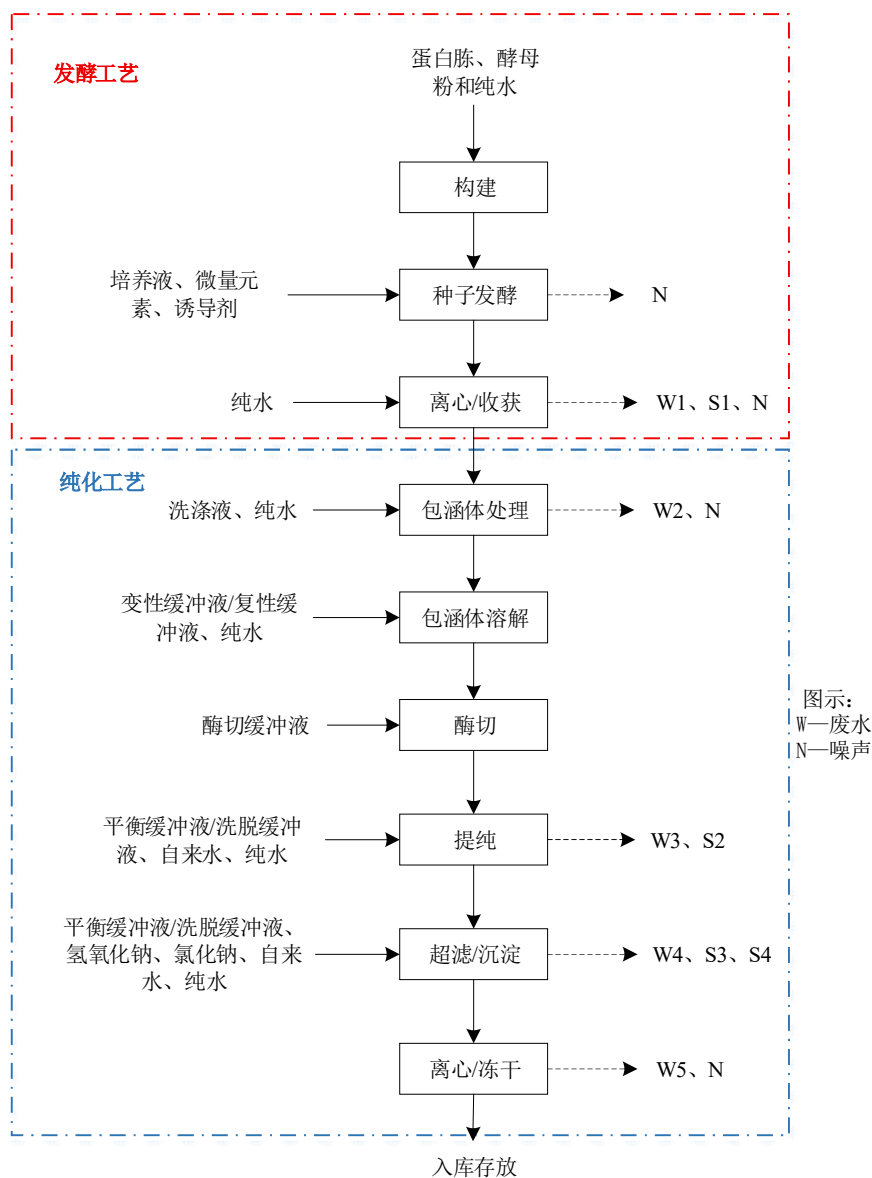 发酵工艺
蛋白胨、酵母
粉和纯水
构建
培养液、微量元
素、诱导剂
种子发酵
N
纯水
离心/收获
W1、S1、N
纯化工艺
洗涤液、纯水
包涵体处理
W2、N
变性缓冲液/复性缓
冲液、纯水
包涵体溶解
酶切缓冲液
酶切
图示：
W—废水
N—噪声
平衡缓冲液/洗脱缓冲
液、自来水、纯水
提纯
W3、S2
平衡缓冲液/洗脱缓冲液、
氢氧化钠、氯化钠、自来
水、纯水
超滤/沉淀
W4、S3、S4
离心/冻干
W5、N
入库存放